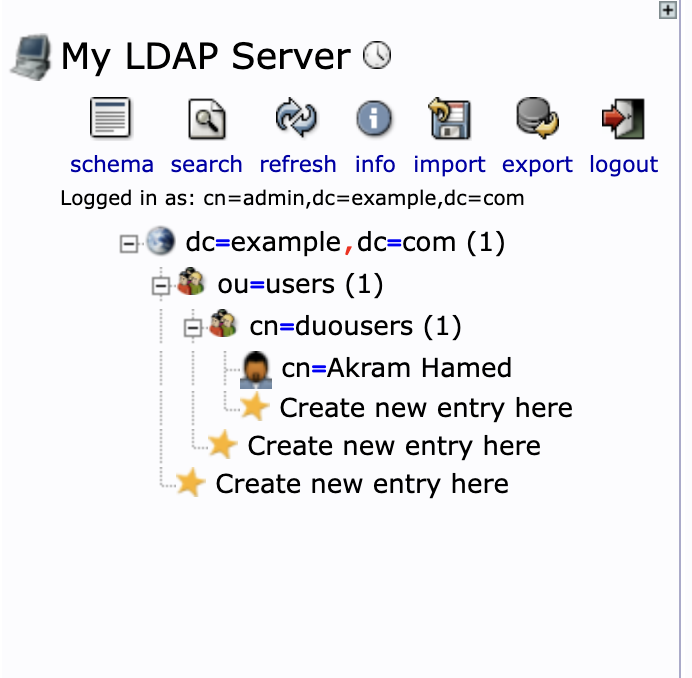 My LDAP Server
schema search refresh info import export logout
Logged in as: cn=admin,dc=example,dc=com
dc=example,dc=com (1)
ou=users (1)
cn=duousers (1)
cn=Akram Hamed
Create new entry here
Create new entry here
Create new entry here